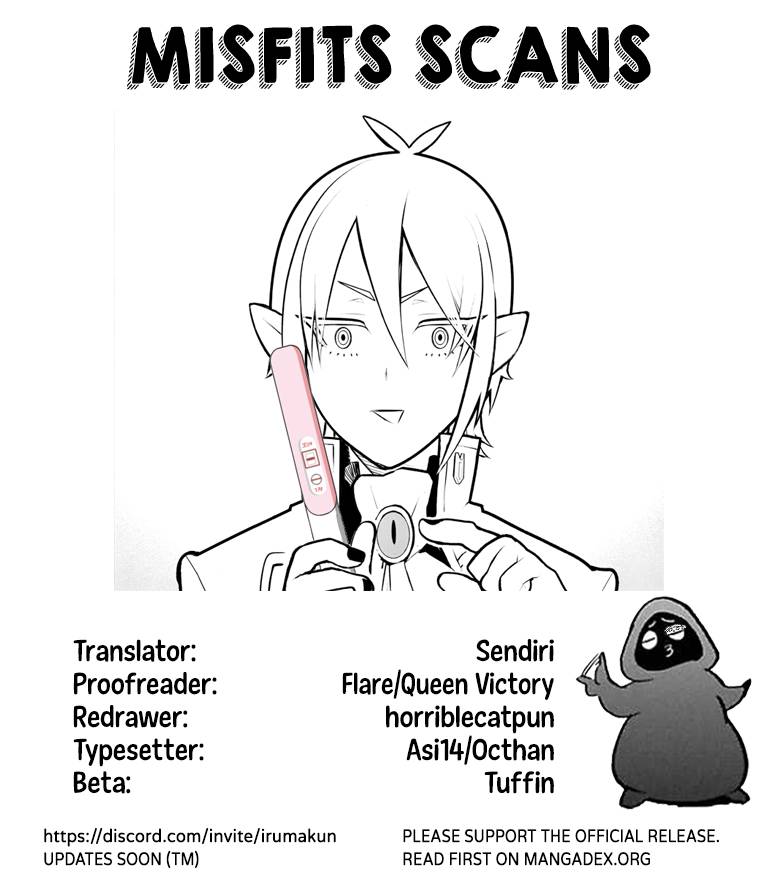 MISFITS SCANS
Translator: Sendiri
Proofreader: Flare/Queen Victory
Redrawer: horriblecatpun
Typesetter: Asi14/Octhan
Beta: Tuffin
https://discord.com/invite/irumakun
UPDATES SOON (TM)
PLEASE SUPPORT THE OFFICIAL RELEASE.
READ FIRST ON MANGADEX.ORG